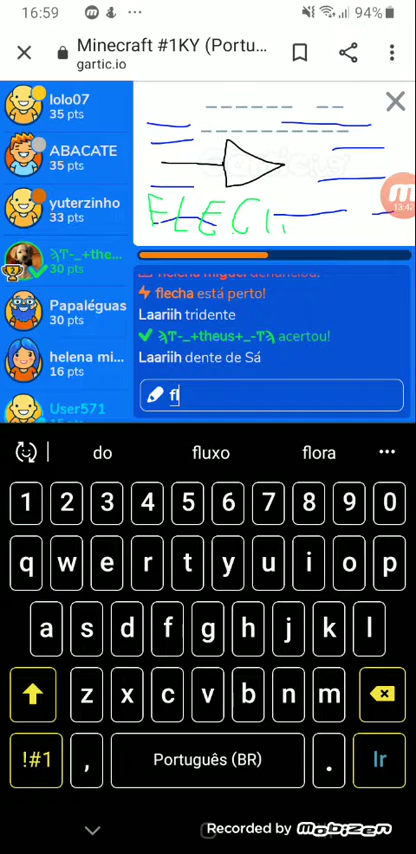 16:59
94%
Minecraft #1KY (Portu...
gartic.io
lolo07
35 pts
ABACATE
35 pts
yuterzinho
33 pts
30 pts
Papaléguas
30 pts
helena mi...
16 pts
User571
13:47
flecha está perto!
Laariih tridente
acertou!
Laariih dente de Sá
fl
do fluxo flora
1 2 3 4 5 6 7 8 9 0
q w e r t y u i o p
a s d f g h j k l
z x c v b n m
!#1 , Português (BR) . Ir
Recorded by mobizen